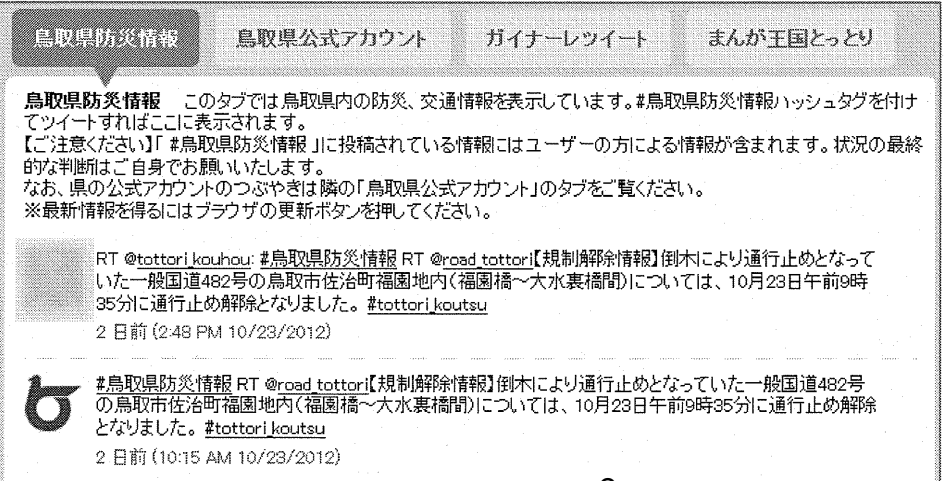 鳥取県防災情報 鳥取県公式アカウント ガイナーレツイート まんが王国とっとり
鳥取県防災情報 このタブでは鳥取県内の防災、交通情報を表示しています。#鳥取県防災情報ハッシュタグを付け
てツイートすればここに表示されます。
【ご注意ください】「 #鳥取県防災情報 」に投稿されている情報にはユーザーの方による情報が含まれます。状況の最終
的な判断はご自身でお願いいたします。
なお、県の公式アカウントのつぶやきは隣の「鳥取県公式アカウント」のタブをご覧ください。
※最新情報を得るにはブラウザの更新ボタンを押してください。
RT @tottori_kouhou: #鳥取県防災情報 RT @road_tottori【規制解除情報】倒木により通行止めとなって
いた一般国道482号の鳥取市佐治町福園地内(福園橋～大水裏橋間)については、10月23日午前9時
35分に通行止め解除となりました。 #tottori_koutsu
2 日前 (2:48 PM 10/23/2012)
#鳥取県防災情報 RT @road_tottori【規制解除情報】倒木により通行止めとなっていた一般国道482号
の鳥取市佐治町福園地内(福園橋～大水裏橋間)については、10月23日午前9時35分に通行止め解除
となりました。 #tottori_koutsu
2 日前 (10:15 AM 10/23/2012)